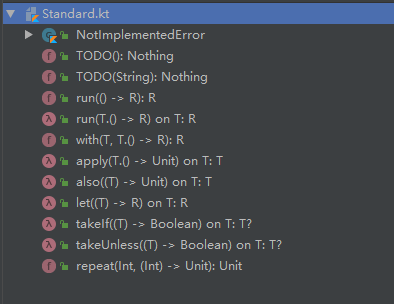 Standard.kt
NotImplementedError
TODO(): Nothing
TODO(String): Nothing
run(() -> R): R
run(T.() -> R) on T: R
with(T, T.() -> R): R
apply(T.() -> Unit) on T: T
also((T) -> Unit) on T: T
let((T) -> R) on T: R
takeIf((T) -> Boolean) on T: T?
takeUnless((T) -> Boolean) on T: T?
repeat(Int, (Int) -> Unit): Unit